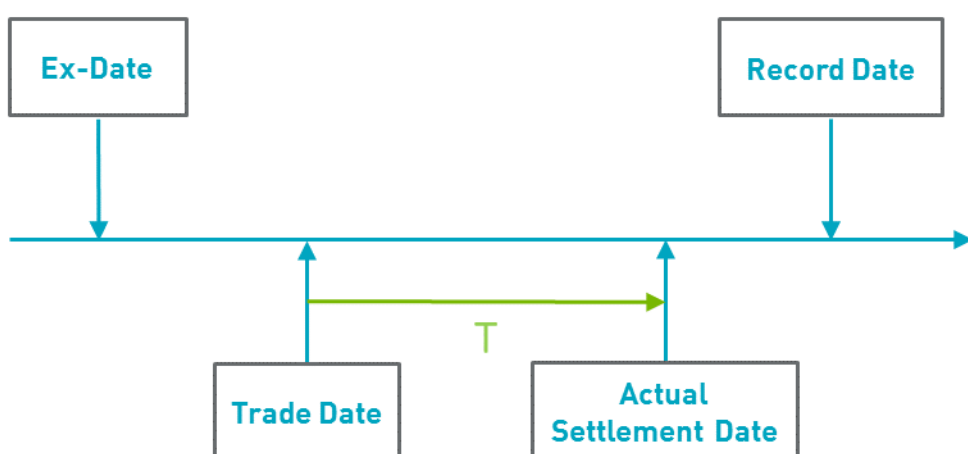 Ex-Date
Record Date
T
Trade Date
Actual
Settlement Date